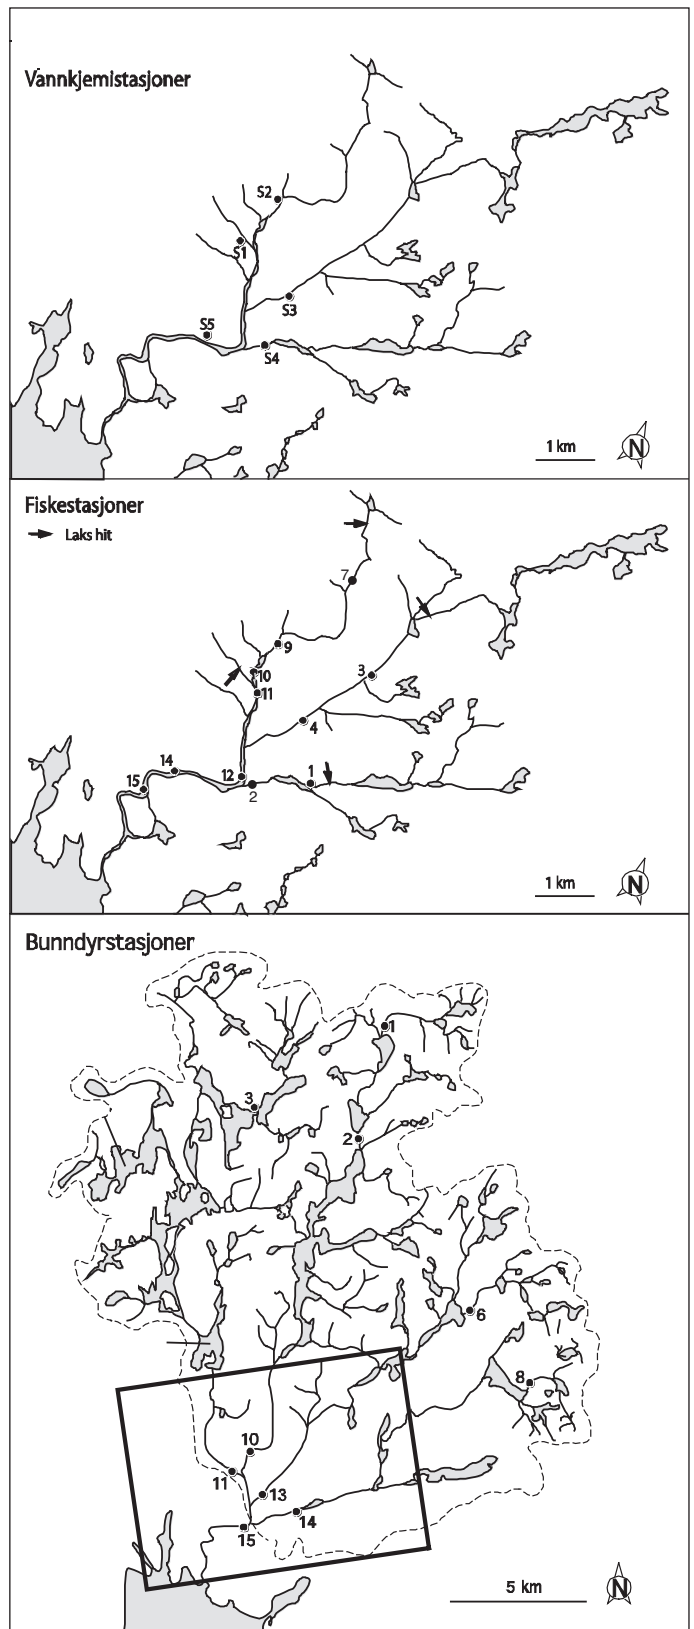 Vannkjemistasjoner
S2
S1
S3
S5
S4
1 km
N
Fiskestasjoner
Laks hit
7
9
10
3
11
4
14
12
1
15
2
1 km
N
Bunndyrstasjoner
1
3
2
6
8
10
11
13
14
15
5 km
N